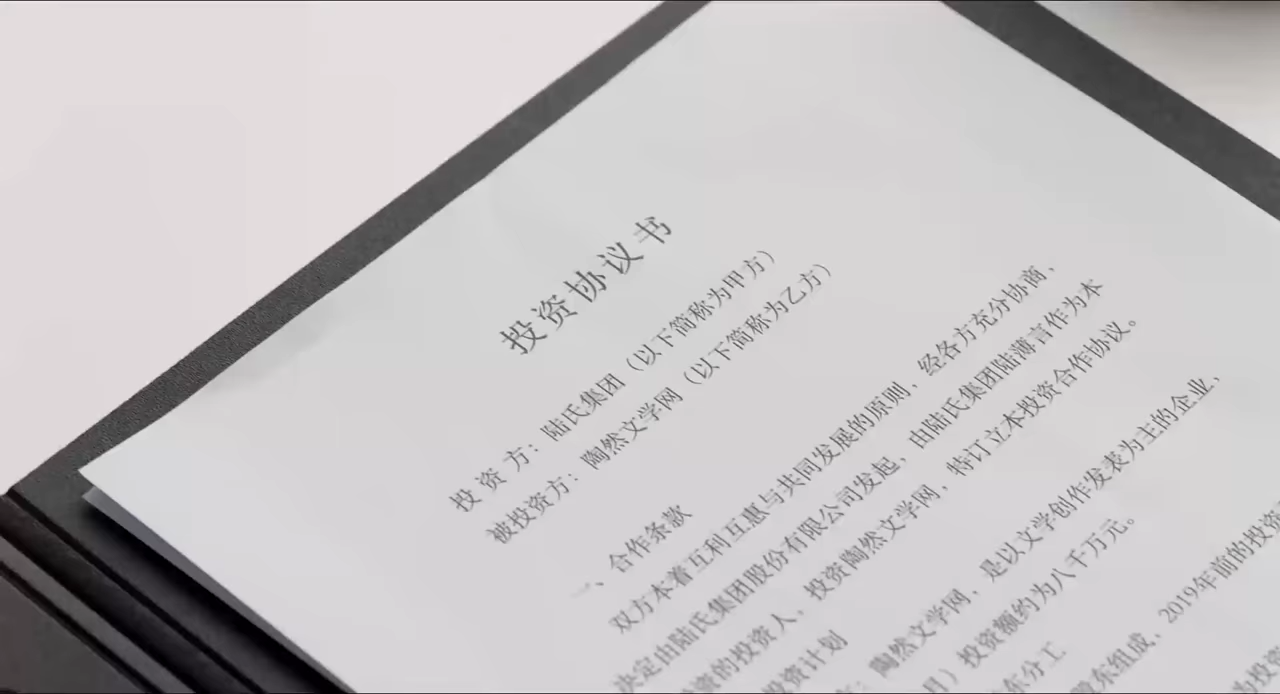 投资协议书
投 资 方：陆氏集团（以下简称为甲方）
被投资方：陶然文学网（以下简称为乙方）
一、合作条款
双方本着互利互惠与共同发展的原则，经各方充分协商，
决定由陆氏集团股份有限公司发起，由陆氏集团陆薄言作为本
资的投资人，投资陶然文学网，特订立本投资合作协议。
投资计划
：陶然文学网，是以文学创作发表为主的企业，
月）投资额约为八千万元。
东分工
股东组成，2019年前的投资
为投资